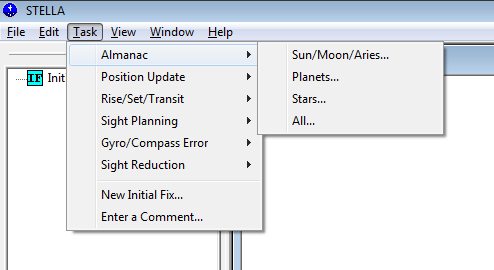 STELLA
File Edit Task View Window Help
Almanac
Position Update
Rise/Set/Transit
Sight Planning
Gyro/Compass Error
Sight Reduction
New Initial Fix...
Enter a Comment...
Sun/Moon/Aries...
Planets...
Stars...
All...
IF Init